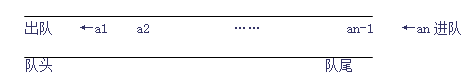 出队 ←a1 a2 …… an-1 ←an 进队
队头 队尾